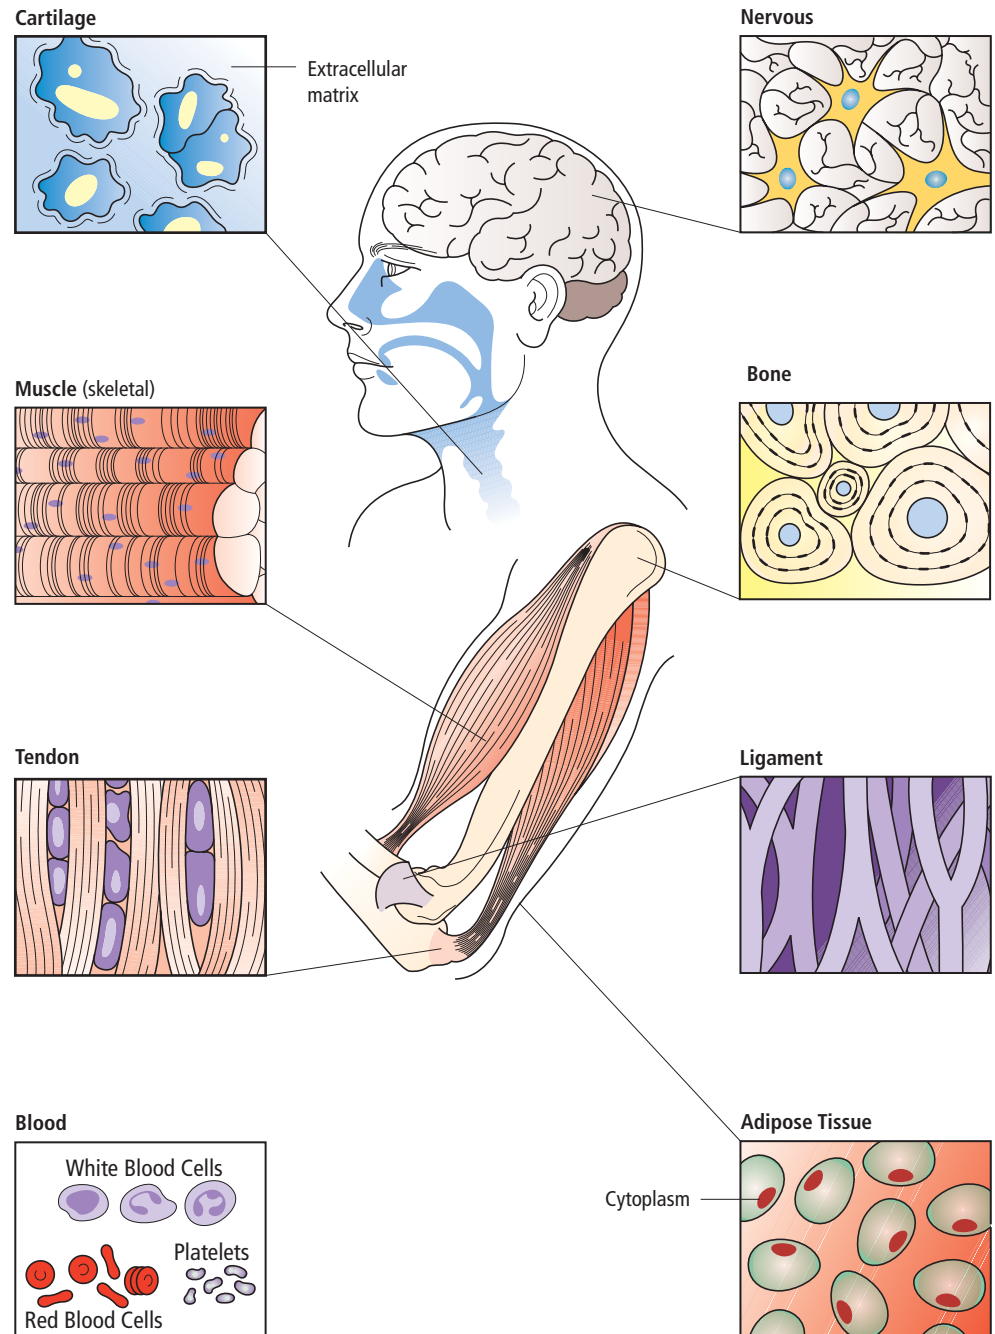 Cartilage
Extracellular
matrix
Nervous
Muscle (skeletal)
Bone
Tendon
Ligament
Blood
White Blood Cells
Platelets
Red Blood Cells
Adipose Tissue
Cytoplasm